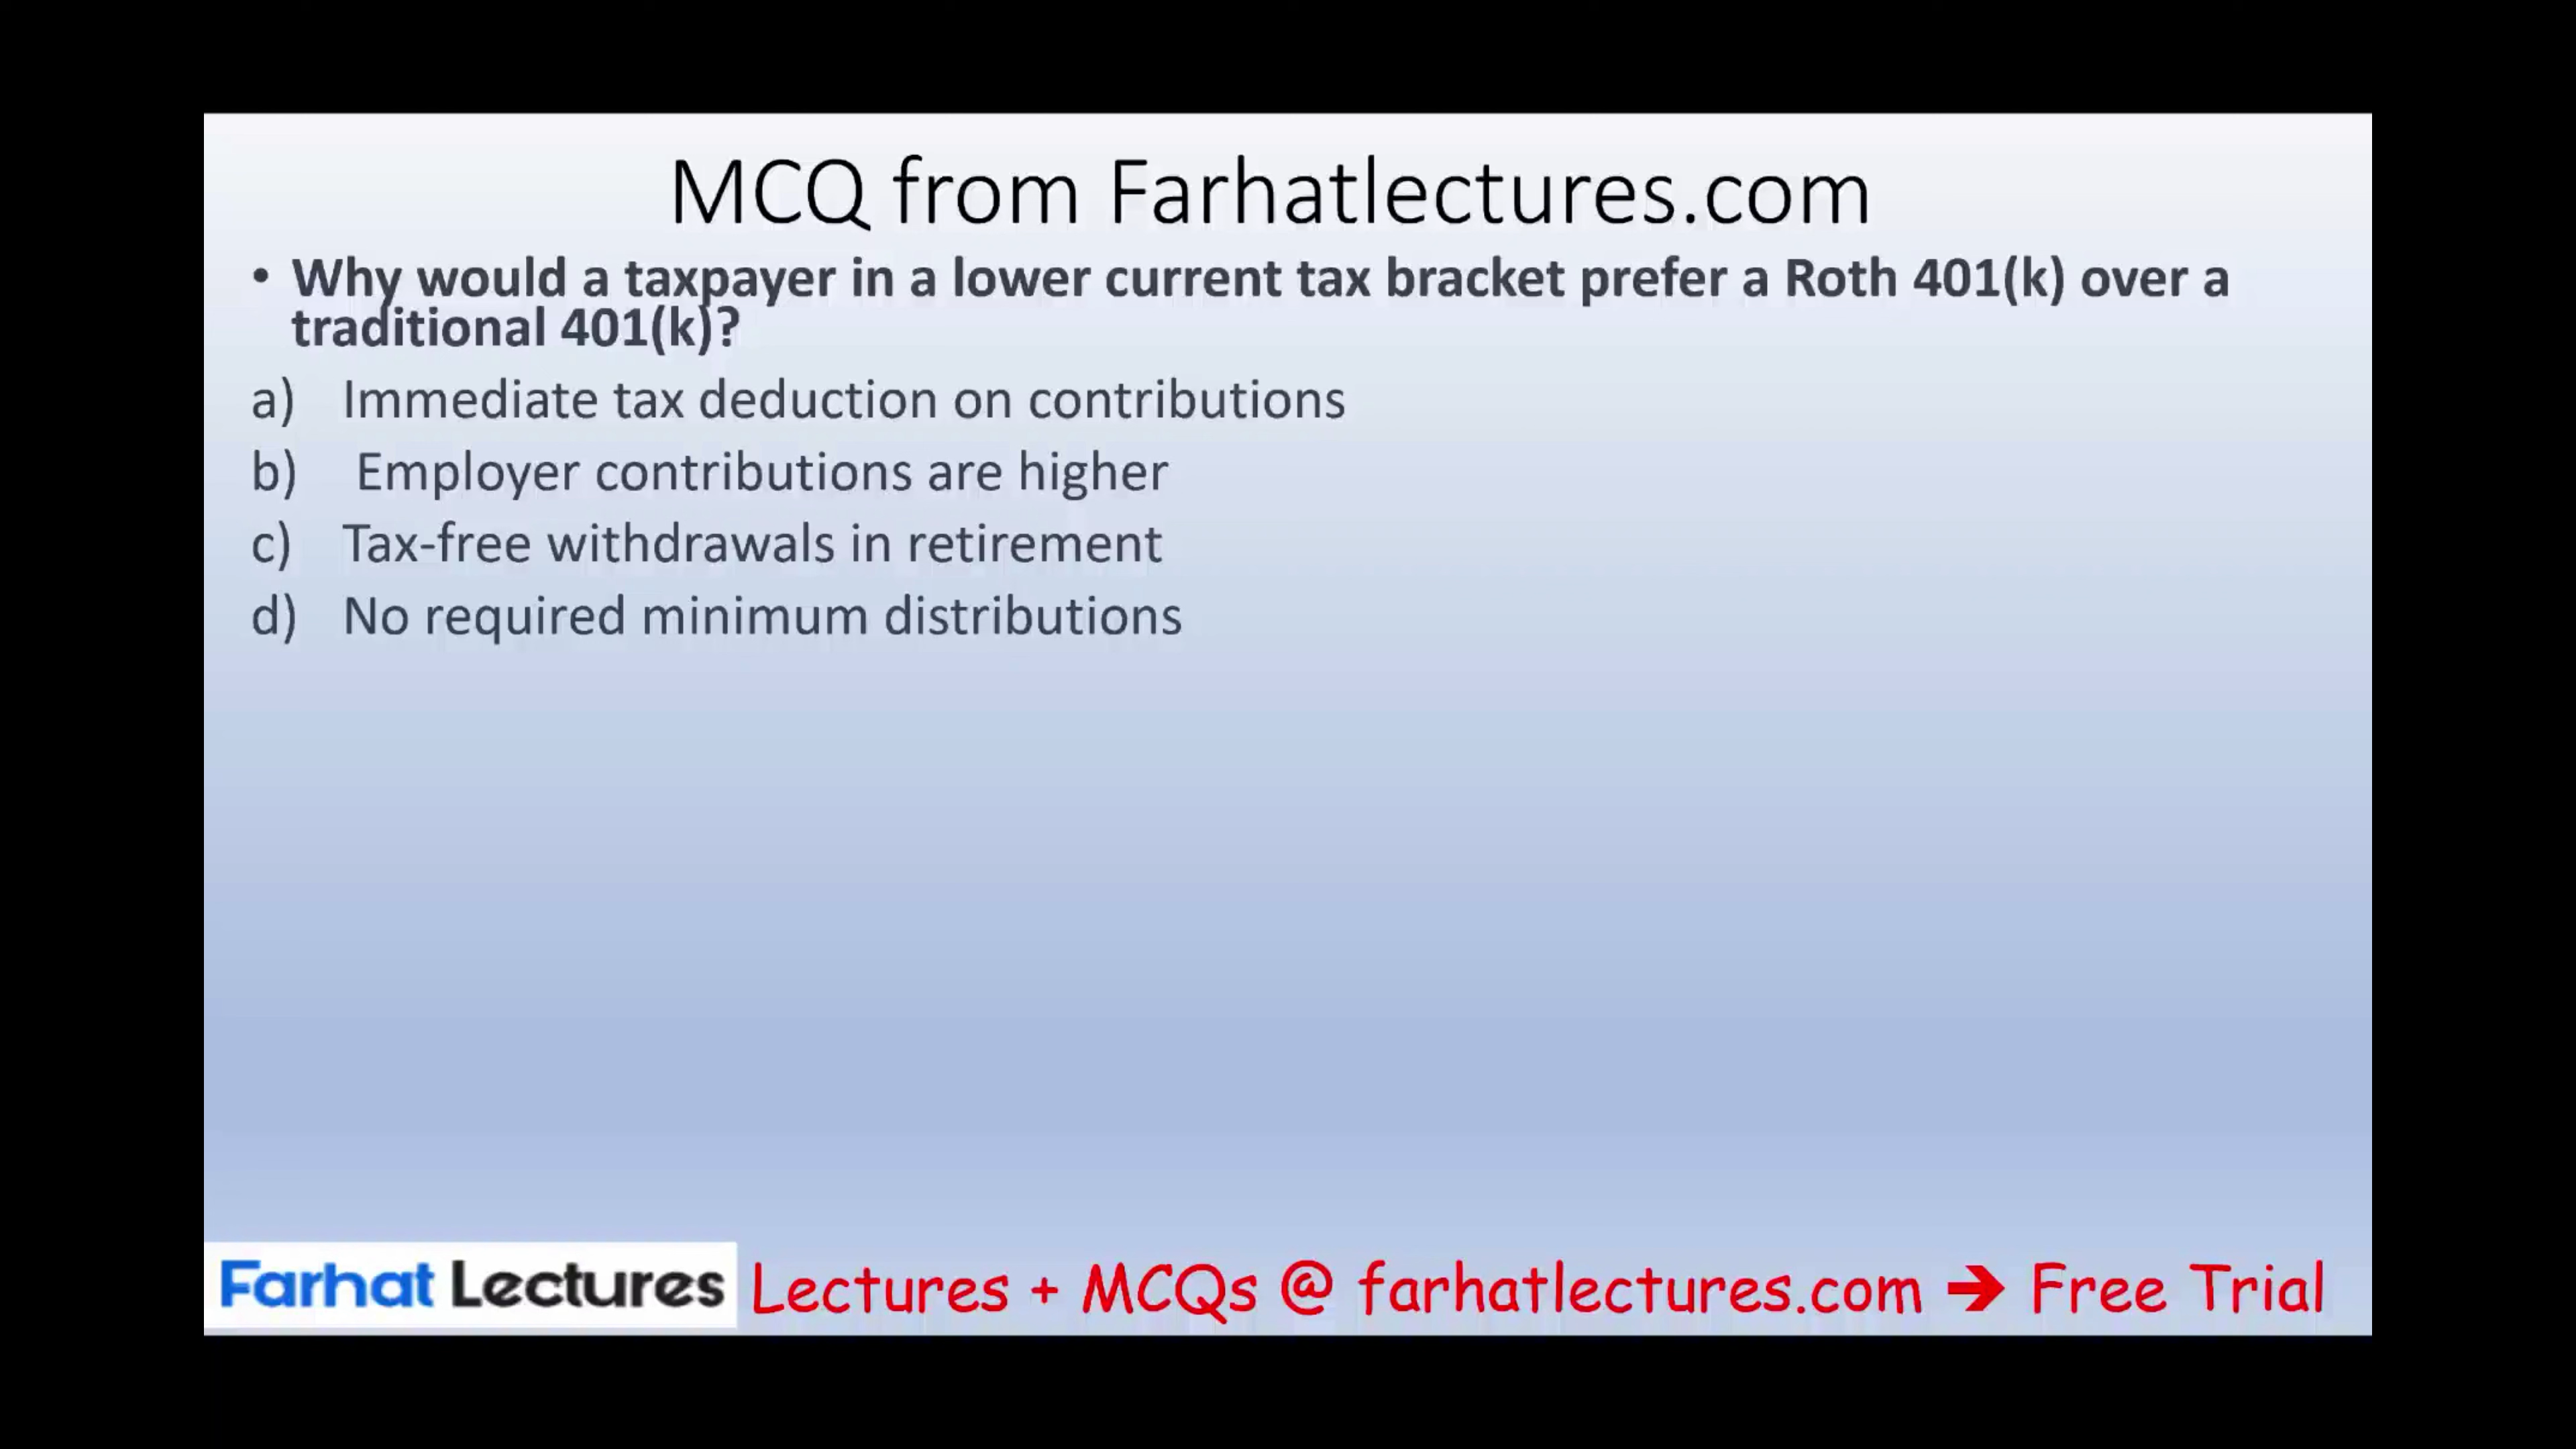 MCQ from Farhatlectures.com
• Why would a taxpayer in a lower current tax bracket prefer a Roth 401(k) over a
traditional 401(k)?
a) Immediate tax deduction on contributions
b) Employer contributions are higher
c) Tax-free withdrawals in retirement
d) No required minimum distributions
Farhat Lectures Lectures + MCQs @ farhatlectures.com ➔ Free Trial